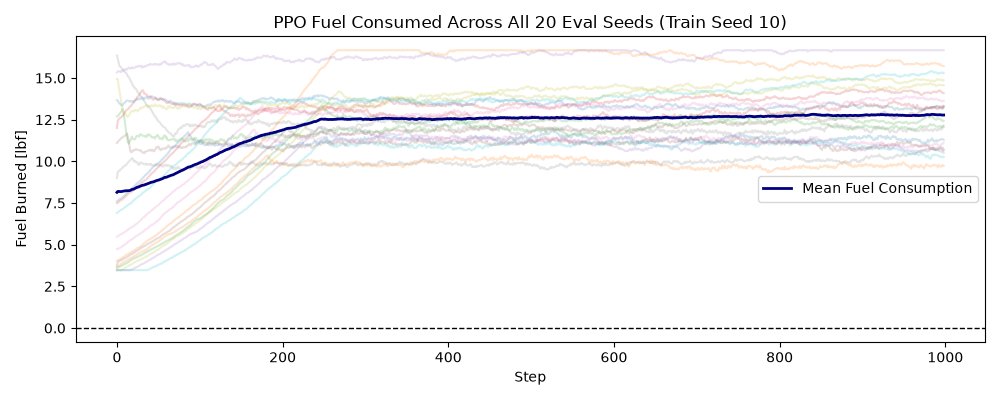 PPO Fuel Consumed Across All 20 Eval Seeds (Train Seed 10)
Fuel Burned [lbf]
15.0
12.5
10.0
7.5
5.0
2.5
0.0
Mean Fuel Consumption
0 200 400 600 800 1000
Step